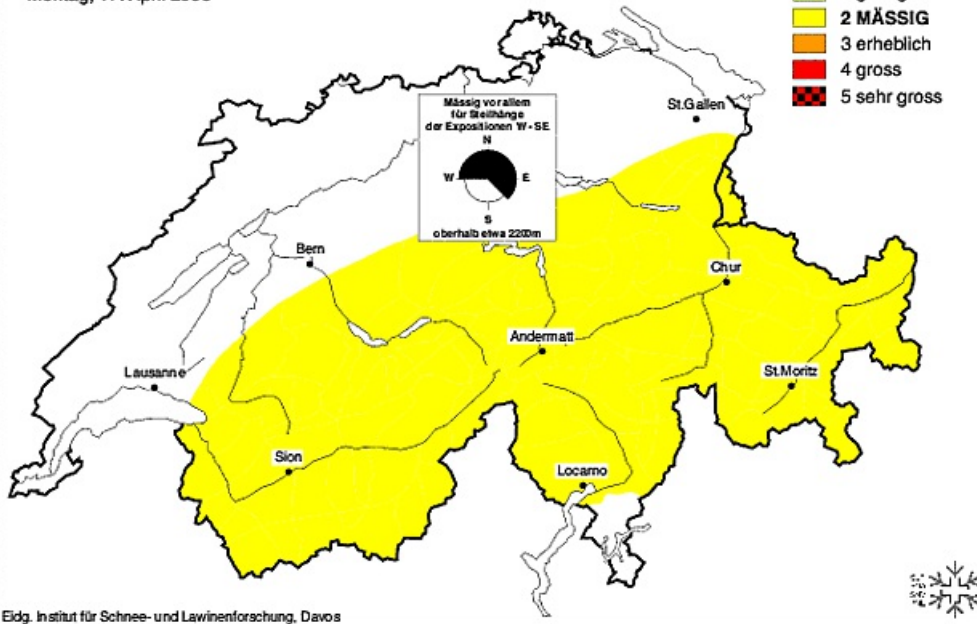 2 MÄSSIG
3 erheblich
4 gross
5 sehr gross
St.Gallen
Mässig vor allem
für Steilhänge
der Expositionen W-SE
N
W E
S
oberhalb etwa 2200m
Bern
Chur
Andermatt
Lausanne
St.Moritz
Sion
Locarno
Eidg. Institut für Schnee- und Lawinenforschung, Davos